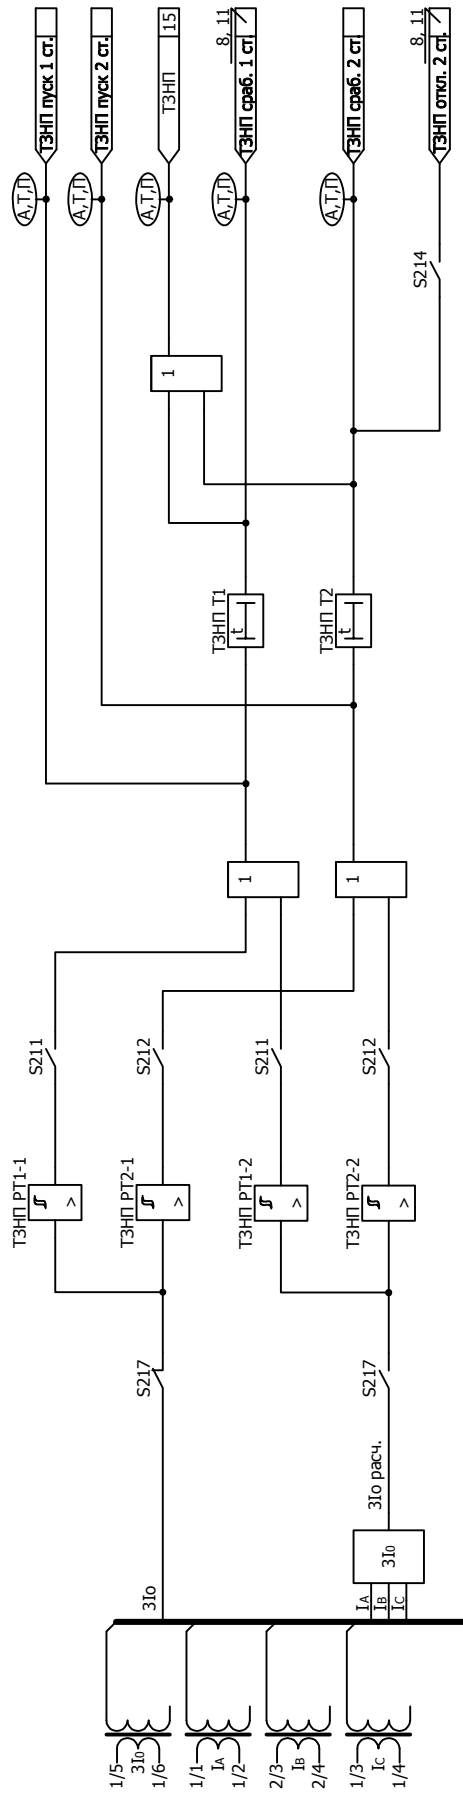 ТЗНП пуск 1 ст.
ТЗНП пуск 2 ст.
ТЗНП 15
ТЗНП сраб. 1 ст. 8, 11
ТЗНП сраб. 2 ст.
ТЗНП откл. 2 ст. 8, 11
А,Т,П
А,Т,П
А,Т,П
А,Т,П
А,Т,П
S214
1
ТЗНП Т1
t
ТЗНП Т2
t
1
1
S211
S212
S211
S212
ТЗНП РТ1-1
>
ТЗНП РТ2-1
>
ТЗНП РТ1-2
>
ТЗНП РТ2-2
>
S217
S217
3Io
3Io расч.
3I0
IA
IB
IC
1/5
3I0
1/6
1/1
IA
1/2
2/3
IB
2/4
1/3
IC
1/4